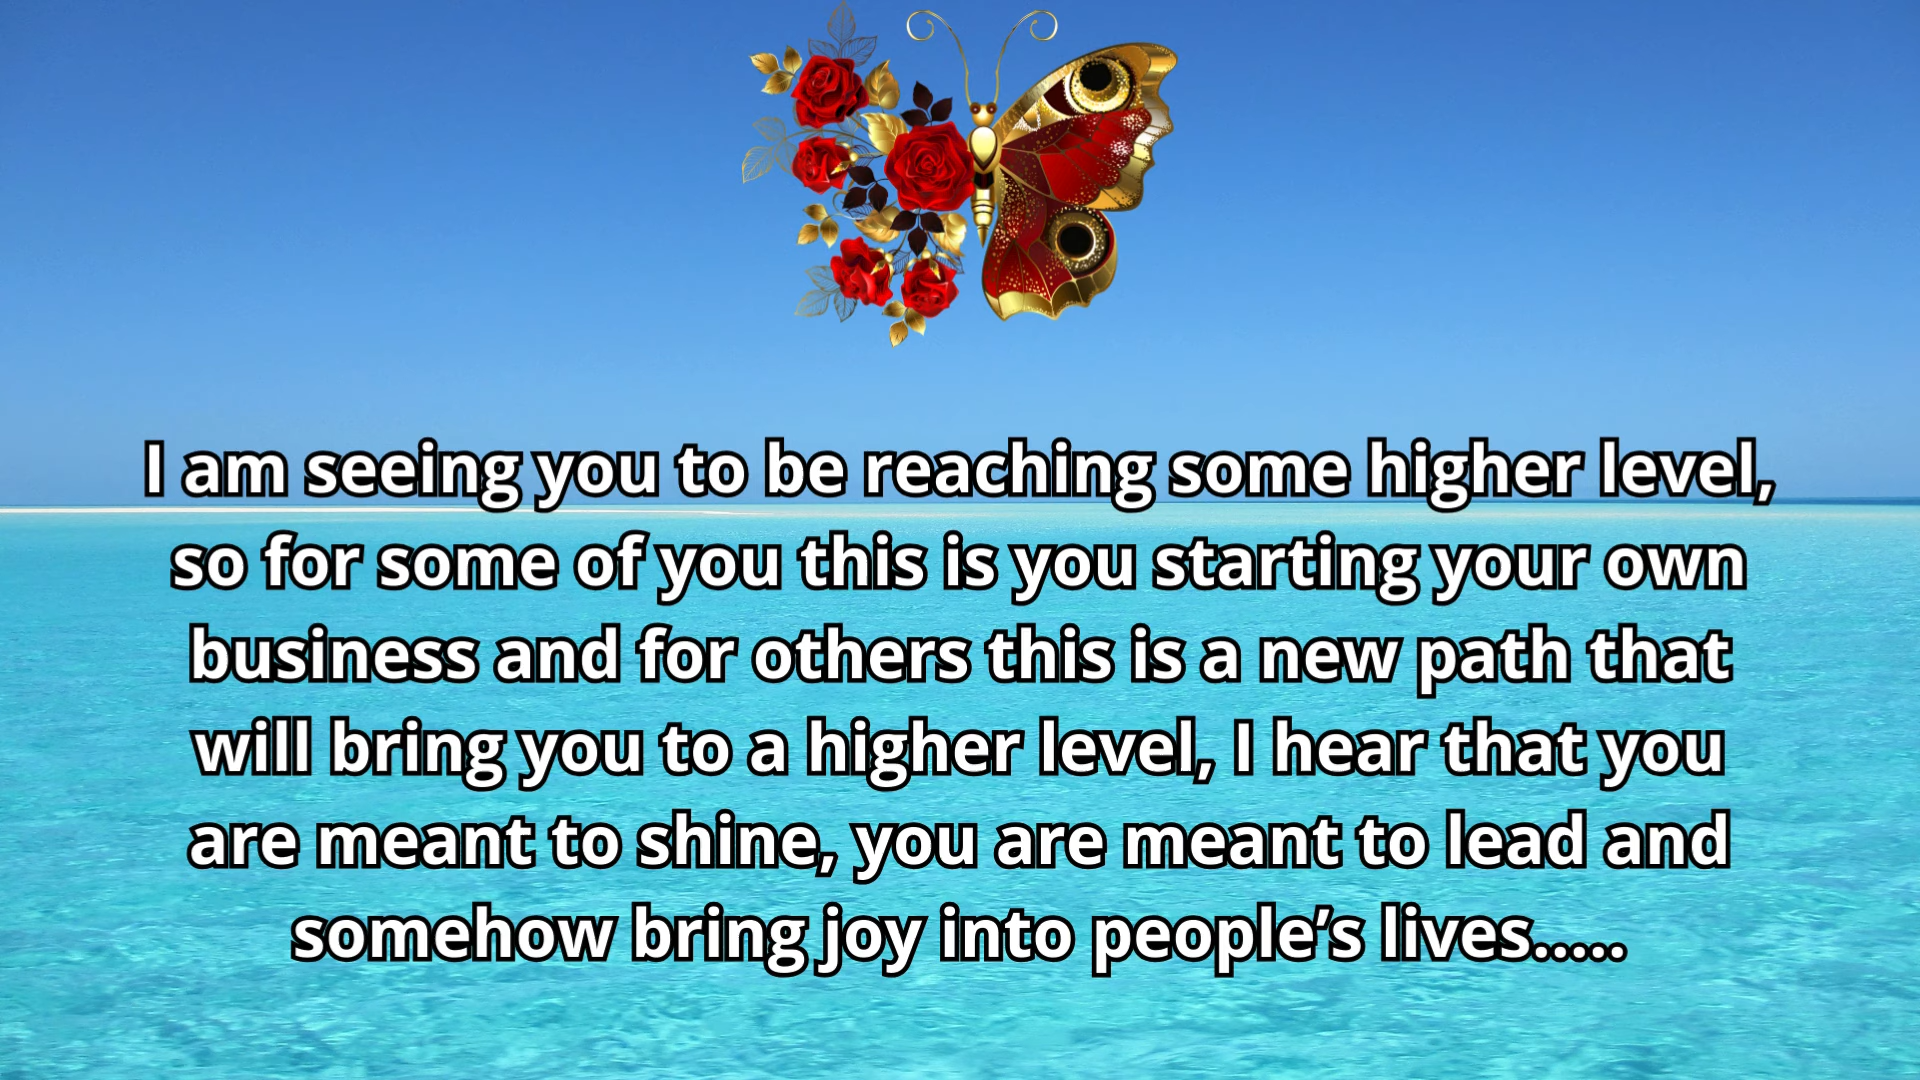 I am seeing you to be reaching some higher level,
so for some of you this is you starting your own
business and for others this is a new path that
will bring you to a higher level, I hear that you
are meant to shine, you are meant to lead and
somehow bring joy into people’s lives.....